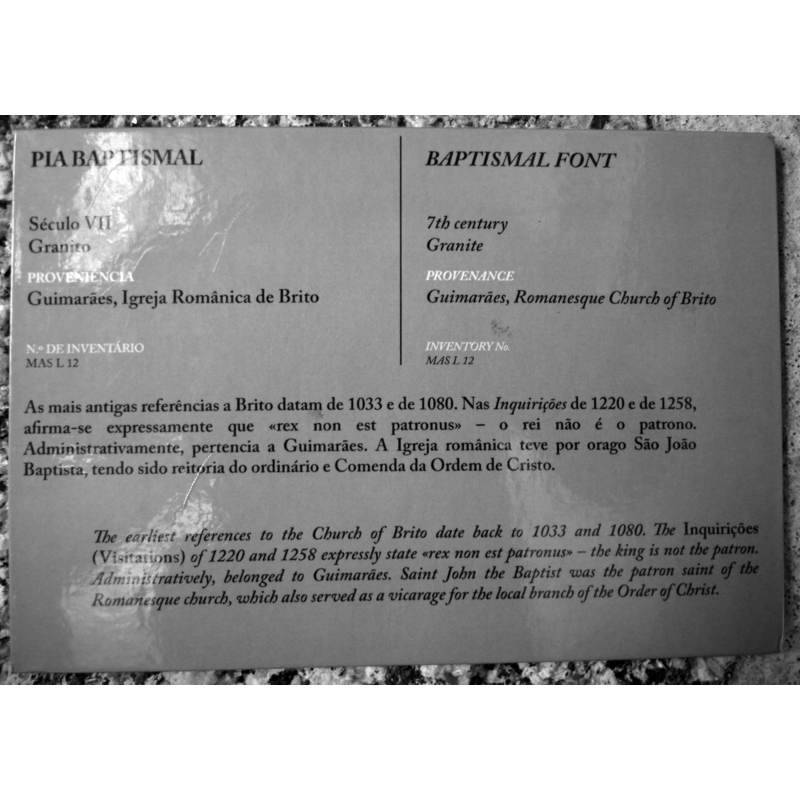 PIA BAPTISMAL
Século VII
Granito
PROVENIÊNCIA
Guimarães, Igreja Românica de Brito
N.º DE INVENTÁRIO
MAS L 12
BAPTISMAL FONT
7th century
Granite
PROVENANCE
Guimarães, Romanesque Church of Brito
INVENTORY No.
MAS L 12
As mais antigas referências a Brito datam de 1033 e de 1080. Nas Inquirições de 1220 e de 1258,
afirma-se expressamente que «rex non est patronus» – o rei não é o patrono.
Administrativamente, pertencia a Guimarães. A Igreja românica teve por orago São João
Baptista, tendo sido reitoria do ordinário e Comenda da Ordem de Cristo.
The earliest references to the Church of Brito date back to 1033 and 1080. The Inquirições
(Visitations) of 1220 and 1258 expressly state «rex non est patronus» – the king is not the patron.
Administratively, belonged to Guimarães. Saint John the Baptist was the patron saint of the
Romanesque church, which also served as a vicarage for the local branch of the Order of Christ.